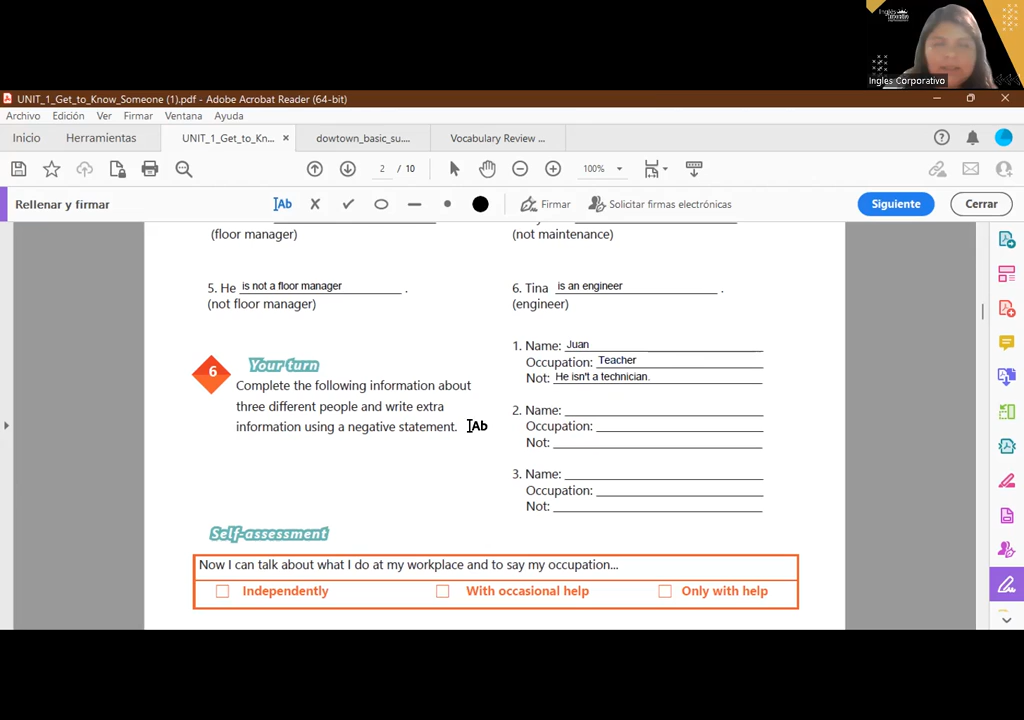 Inglés
Corporativo
Ingles Corporativo
UNIT_1_Get_to_Know_Someone (1).pdf - Adobe Acrobat Reader (64-bit)
Archivo Edición Ver Firmar Ventana Ayuda
Inicio Herramientas UNIT_1_Get_to_Kn... dowtown_basic_su... Vocabulary Review ...
2 / 10 100%
Rellenar y firmar Ab Firmar Solicitar firmas electrónicas Siguiente Cerrar
(floor manager) (not maintenance)
5. He is not a floor manager . 6. Tina is an engineer .
(not floor manager) (engineer)
6 Your turn
Complete the following information about
three different people and write extra
information using a negative statement. Ab
1. Name: Juan
Occupation: Teacher
Not: He isn't a technician.
2. Name:
Occupation:
Not:
3. Name:
Occupation:
Not:
Self-assessment
Now I can talk about what I do at my workplace and to say my occupation...
Independently With occasional help Only with help